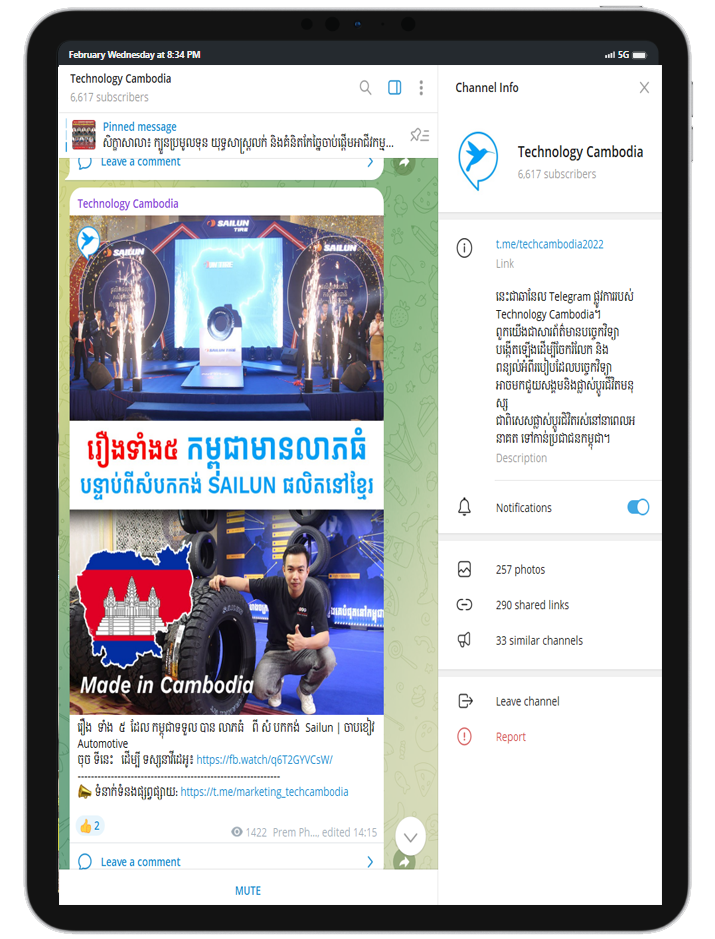 February Wednesday at 8:34 PM
5G
Technology Cambodia
6,617 subscribers
Pinned message
សិក្ខាសាលា៖ ក្បួនប្រមូលទុន យុទ្ធសាស្ត្រលក់ និងគំនិតកែច្នៃចាប់ផ្តើមអាជីវកម្ម...
Leave a comment
Technology Cambodia
SAILUN
TIRE
SAILUN
SAILUN
SAILUN TIRE
SAILUN TIRE
រឿងទាំង៥ កម្ពុជាមានលាភធំ
បន្ទាប់ពីសំបកកង់ SAILUN ផលិតនៅខ្មែរ
Made in Cambodia
រឿង ទាំង ៥ ដែល កម្ពុជាទទួល បាន លាភធំ ពី សំ បកកង់ Sailun | ចាបខៀវ
Automotive
ចុច ទីនេះ ដើម្បី ទស្សនាវីដេអូ៖ https://fb.watch/q6T2GYVCsW/
--------------------------------------------------------
ទំនាក់ទំនងផ្សព្វផ្សាយ: https://t.me/marketing_techcambodia
2
1422 Prem Ph..., edited 14:15
Leave a comment
MUTE
Channel Info
Technology Cambodia
6,617 subscribers
t.me/techcambodia2022
Link
នេះជាឆានែល Telegram ផ្លូវការរបស់
Technology Cambodia។
ពួកយើងជាសារព័ត៌មានបច្ចេកវិទ្យា
បង្កើតឡើងដើម្បីចែករំលែក និង
ពន្យល់អំពីរបៀបដែលបច្ចេកវិទ្យា
អាចមកជួយសង្គមនិងផ្លាស់ប្តូរជីវិតមនុ
ស្ស
ជាពិសេសផ្លាស់ប្តូរជីវិតរស់នៅនាពេលអ
នាគត ទៅកាន់ប្រជាជនកម្ពុជា។
Description
Notifications
257 photos
290 shared links
33 similar channels
Leave channel
Report